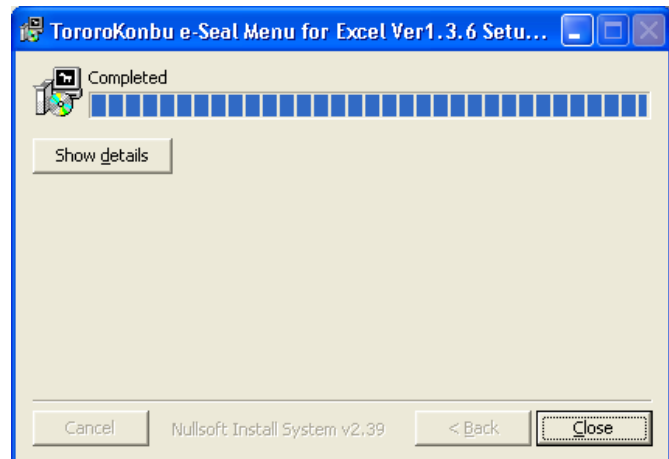 TororoKonbu e-Seal Menu for Excel Ver1.3.6 Setu...
Completed
Show details
Cancel
Nullsoft Install System v2.39
< Back
Close